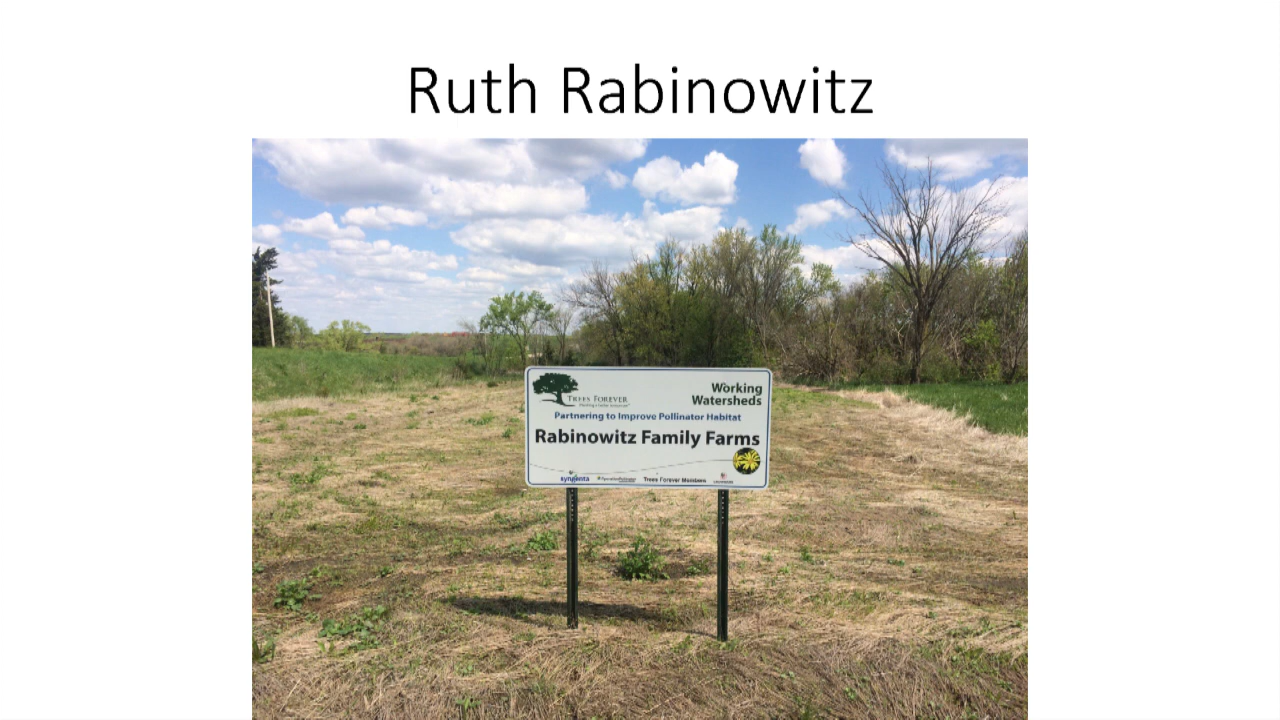 Ruth Rabinowitz
Trees Forever
Working
Watersheds
Partnering to Improve Pollinator Habitat
Rabinowitz Family Farms
syngenta
Trees Forever Members